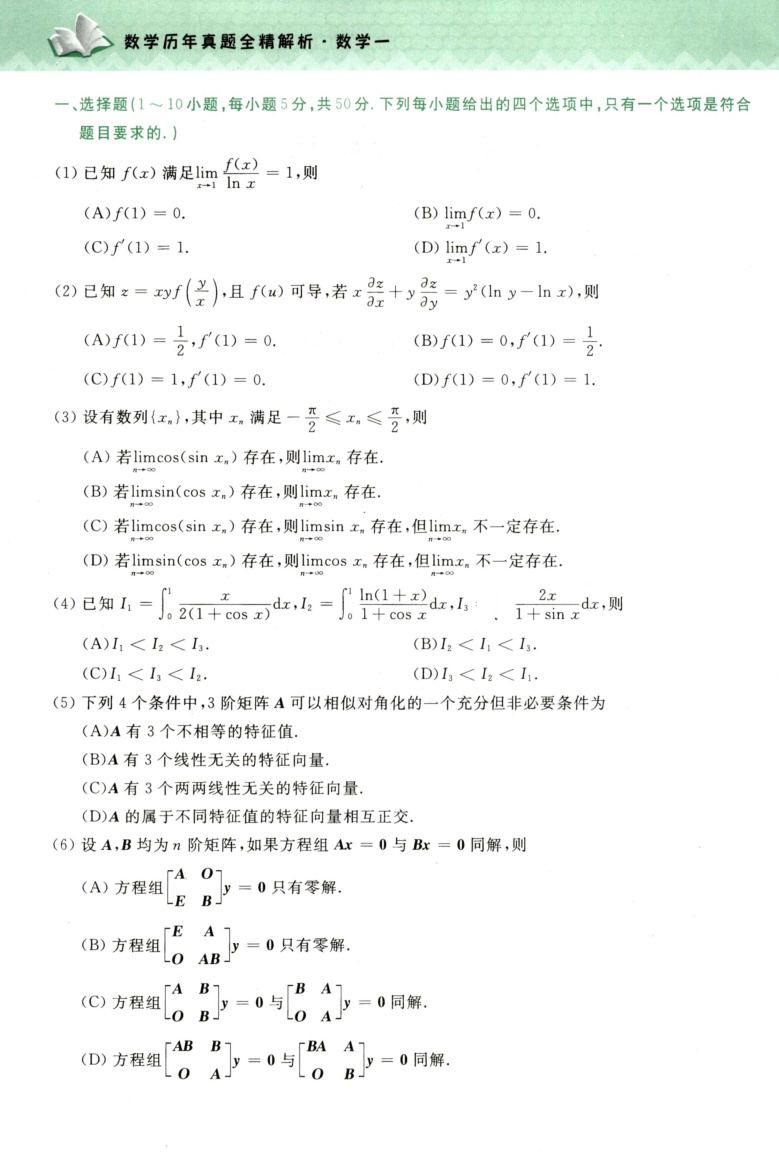 数学历年真题全精解析·数学一
一、选择题(1～10小题,每小题5分,共50分.下列每小题给出的四个选项中,只有一个选项是符合
题目要求的.)
(1) 已知 f(x) 满足 lim_{x→1} f(x)/ln x = 1,则
(A) f(1) = 0. (B) lim_{x→1} f(x) = 0.
(C) f′(1) = 1. (D) lim_{x→1} f′(x) = 1.
(2) 已知 z = xyf(y/x),且 f(u) 可导,若 x ∂z/∂x + y ∂z/∂y = y²(ln y − ln x),则
(A) f(1) = 1/2, f′(1) = 0. (B) f(1) = 0, f′(1) = 1/2.
(C) f(1) = 1, f′(1) = 0. (D) f(1) = 0, f′(1) = 1.
(3) 设有数列{xₙ},其中 xₙ 满足 −π/2 ≤ xₙ ≤ π/2,则
(A) 若 lim_{n→∞} cos(sin xₙ) 存在,则 lim_{n→∞} xₙ 存在.
(B) 若 lim_{n→∞} sin(cos xₙ) 存在,则 lim_{n→∞} xₙ 存在.
(C) 若 lim_{n→∞} cos(sin xₙ) 存在,则 lim_{n→∞} sin xₙ 存在,但 lim_{n→∞} xₙ 不一定存在.
(D) 若 lim_{n→∞} sin(cos xₙ) 存在,则 lim_{n→∞} cos xₙ 存在,但 lim_{n→∞} xₙ 不一定存在.
(4) 已知 I₁ = ∫₀¹ x/(2(1+cos x)) dx, I₂ = ∫₀¹ ln(1+x)/(1+cos x) dx, I₃ 2x/(1+sin x) dx,则
(A) I₁ < I₂ < I₃. (B) I₂ < I₁ < I₃.
(C) I₁ < I₃ < I₂. (D) I₃ < I₂ < I₁.
(5) 下列 4 个条件中,3 阶矩阵 A 可以相似对角化的一个充分但非必要条件为
(A) A 有 3 个不相等的特征值.
(B) A 有 3 个线性无关的特征向量.
(C) A 有 3 个两两线性无关的特征向量.
(D) A 的属于不同特征值的特征向量相互正交.
(6) 设 A,B 均为 n 阶矩阵,如果方程组 Ax = 0 与 Bx = 0 同解,则
(A) 方程组 [A O; E B] y = 0 只有零解.
(B) 方程组 [E A; O AB] y = 0 只有零解.
(C) 方程组 [A B; O B] y = 0 与 [B A; O A] y = 0 同解.
(D) 方程组 [AB B; O A] y = 0 与 [BA A; O B] y = 0 同解.